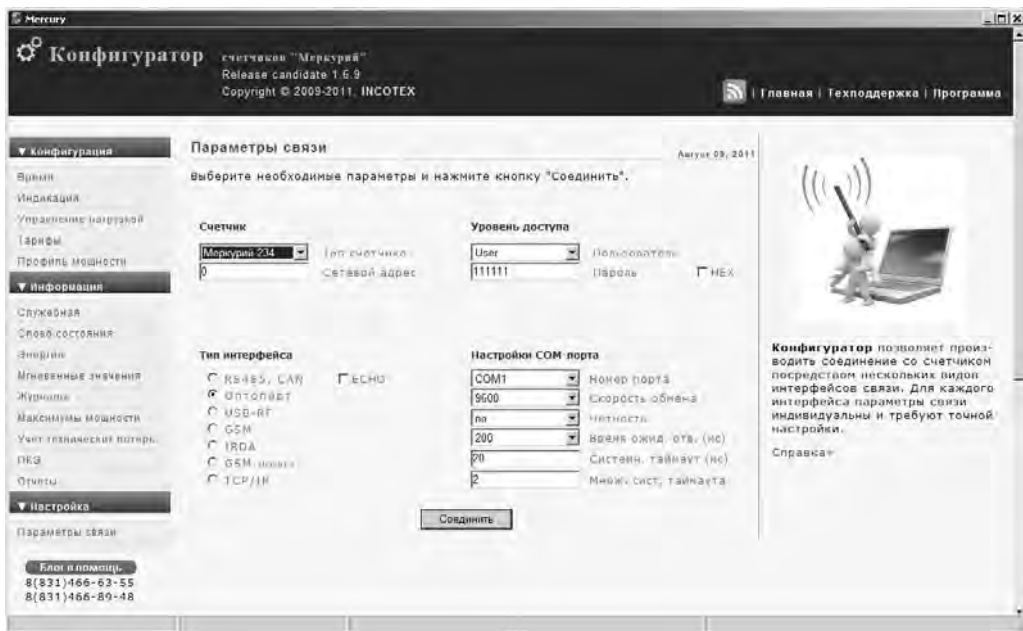 Mercury
Конфигуратор счетчиков "Меркурий"
Release candidate 1.6.9
Copyright © 2009-2011, INCOTEX
| Главная | Техподдержка | Программа
▼ Конфигурация
Время
Индикация
Управление нагрузкой
Тарифы
Профиль мощности
▼ Информация
Служебная
Слово состояния
Энергия
Мгновенные значения
Журналы
Максимумы мощности
Учет технических потерь
ПКЭ
Отчеты
▼ Настройка
Параметры связи
Блог в помощь
8(831)466-63-55
8(831)466-89-48
Параметры связи
Август 09, 2011
Выберите необходимые параметры и нажмите кнопку "Соединить".
Счетчик
Меркурий 234 Тип счетчика
0 Сетевой адрес
Уровень доступа
User Пользователь
111111 Пароль HEX
Тип интерфейса
RS485, CAN ECHO
Оптопорт
USB-RF
GSM
IRDA
GSM
TCP/IP
Настройки COM-порта
COM1 Номер порта
9600 Скорость обмена
no Четность
200 Время ожид. отв. (мс)
20 Системн. таймаут (мс)
2 Множ. сист. таймаута
Соединить
Конфигуратор позволяет произ-
водить соединение со счетчиком
посредством нескольких видов
интерфейсов связи. Для каждого
интерфейса параметры связи
индивидуальны и требуют точной
настройки.
Справка»